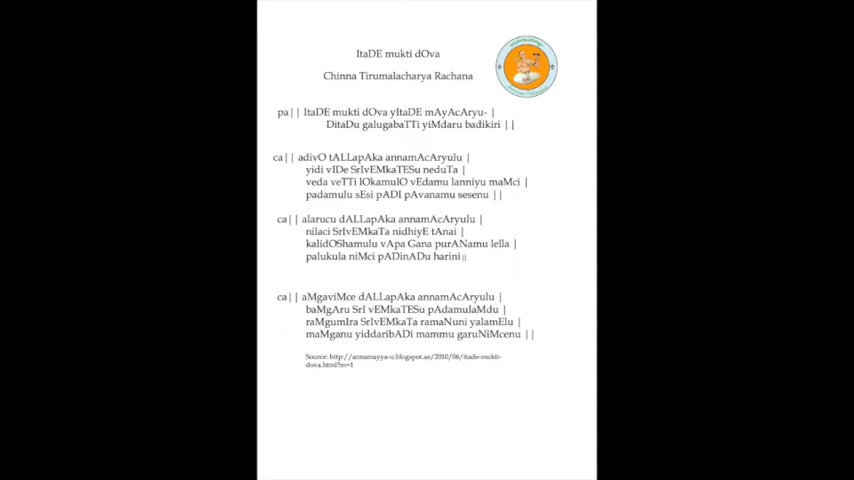 ItaDE mukti dOva
Chinna Tirumalacharya Rachana
pa|| ItaDE mukti dOva yItaDE mAyAcAryu- |
DitaDu galugabaTTi yiMdaru badikiri ||
ca|| adivO tALLapAka annamAcAryulu |
yidi vIDe SrIvEMkaTESu neduTa |
veda veTTi lOkamulO vEdamu lanniyu maMci |
padamulu sEsi pADI pAvanamu sesenu ||
ca|| alarucu dALLapAka annamAcAryulu |
nilaci SrIvEMkaTa nidhiyE tAnai |
kalidOShamulu vApa Gana purANamu lella |
palukula niMci pADinADu harini ||
ca|| aMgaviMce dALLapAka annamAcAryulu |
baMgAru SrI vEMkaTESu pAdamulaMdu |
raMgumIra SrIvEMkaTa ramaNuni yalamElu |
maMganu yiddaribADi mammu garuNiMcenu ||
Source: http://annamayya-u.blogspot.ae/2010/06/itade-mukti-
dova.html?m=1